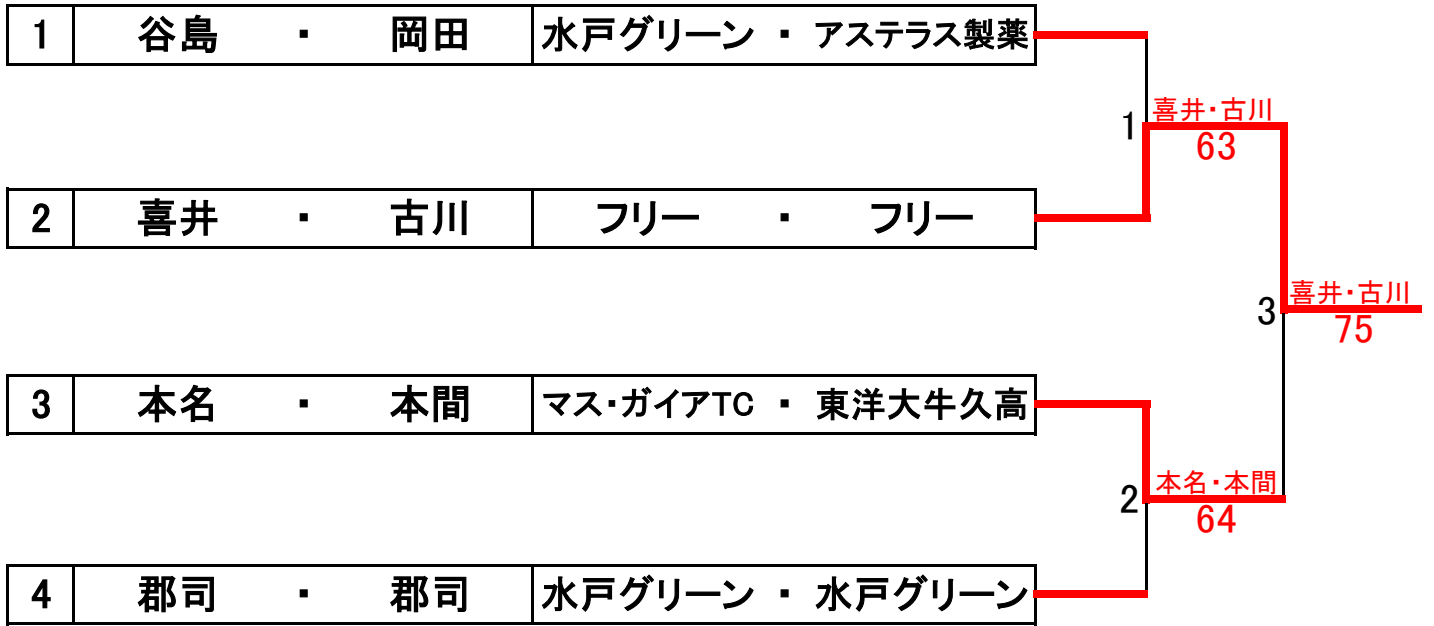 1 谷島 ・ 岡田 水戸グリーン ・ アステラス製薬
喜井・古川
1
63
2 喜井 ・ 古川 フリー ・ フリー
喜井・古川
3
75
3 本名 ・ 本間 マス・ガイアTC ・ 東洋大牛久高
本名・本間
2
64
4 郡司 ・ 郡司 水戸グリーン ・ 水戸グリーン